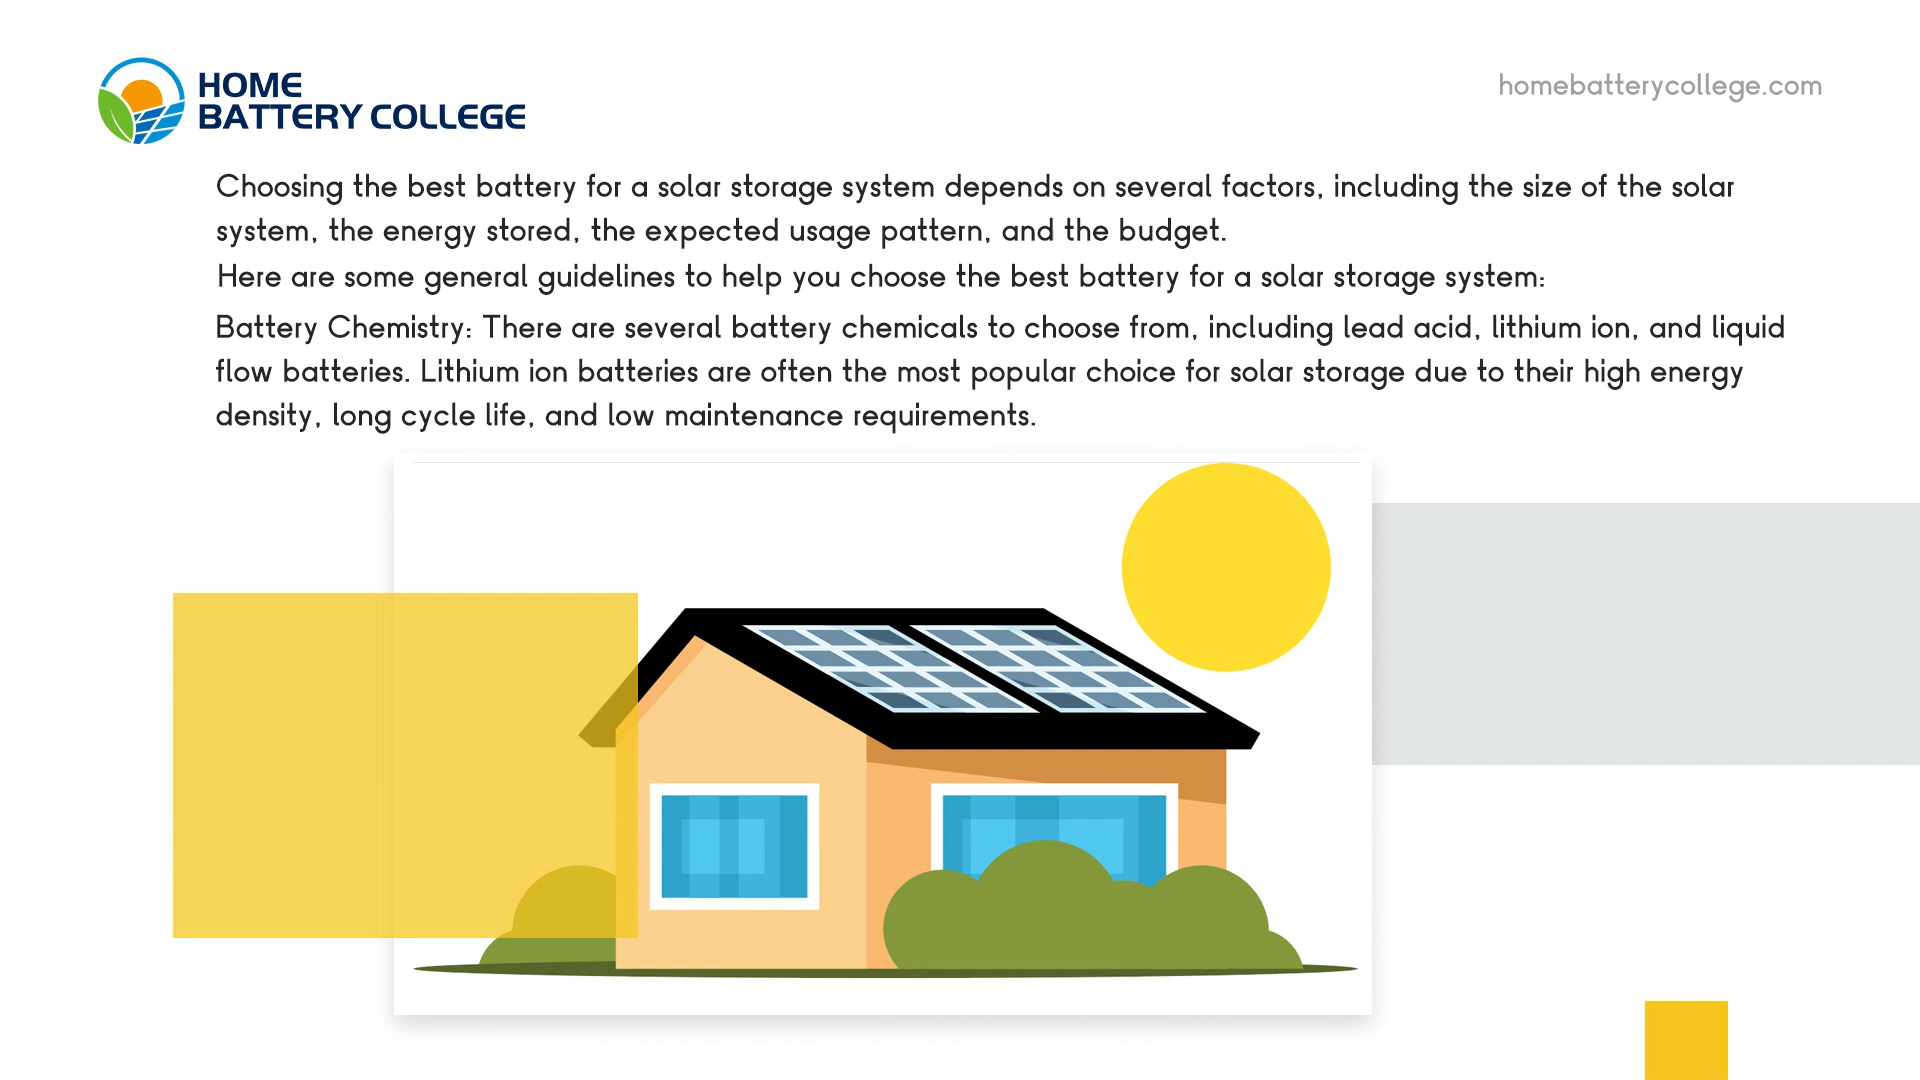 HOME
BATTERY COLLEGE
homebatterycollege.com
Choosing the best battery for a solar storage system depends on several factors, including the size of the solar
system, the energy stored, the expected usage pattern, and the budget.
Here are some general guidelines to help you choose the best battery for a solar storage system:
Battery Chemistry: There are several battery chemicals to choose from, including lead acid, lithium ion, and liquid
flow batteries. Lithium ion batteries are often the most popular choice for solar storage due to their high energy
density, long cycle life, and low maintenance requirements.